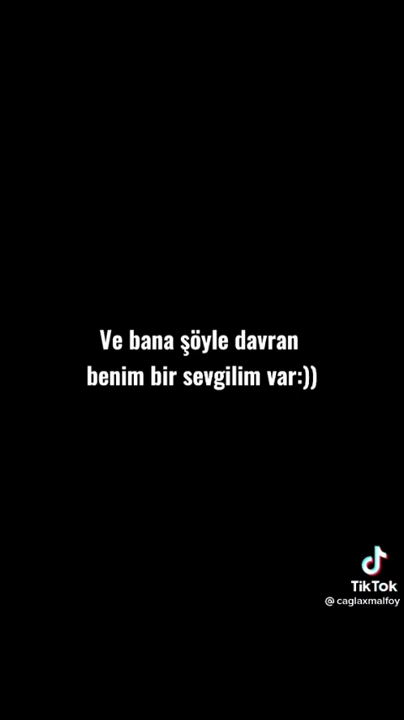 Ve bana şöyle davran
benim bir sevgilim var:))
TikTok
@caglaxmalfoy